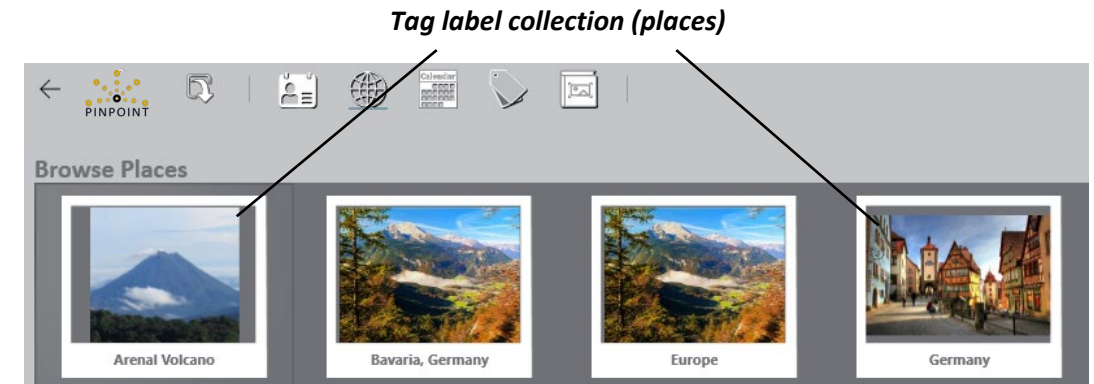 Tag label collection (places)
Calendar
PINPOINT
Browse Places
Arenal Volcano
Bavaria, Germany
Europe
Germany